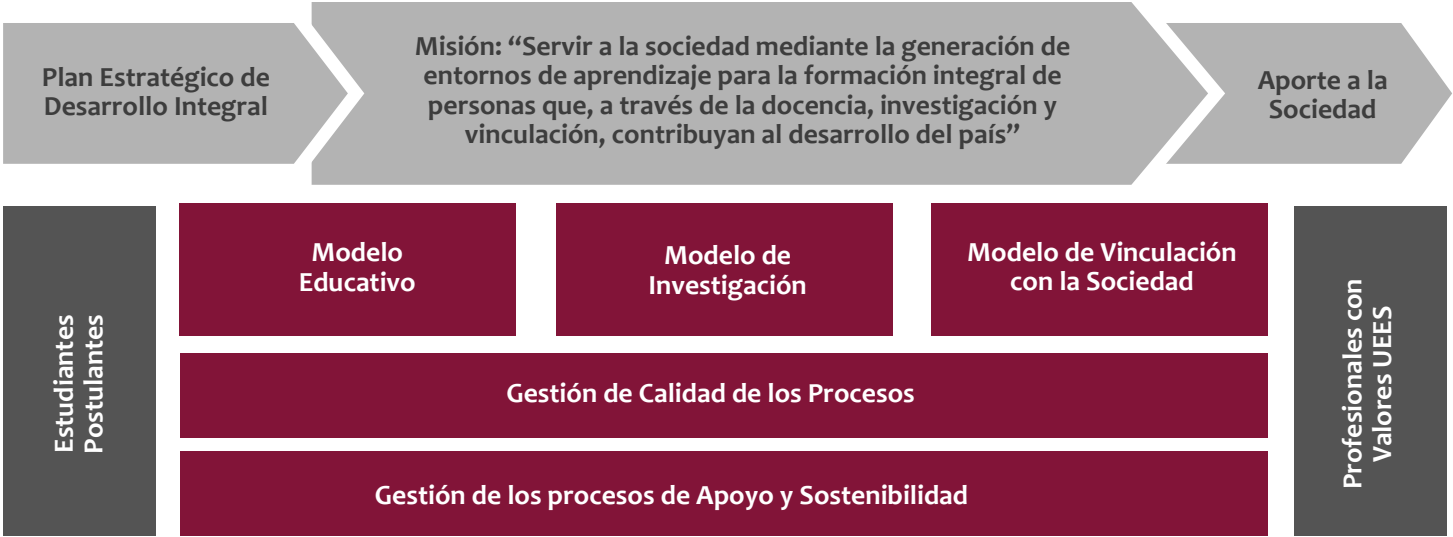 Plan Estratégico de
Desarrollo Integral
Misión: “Servir a la sociedad mediante la generación de
entornos de aprendizaje para la formación integral de
personas que, a través de la docencia, investigación y
vinculación, contribuyan al desarrollo del país”
Aporte a la
Sociedad
Estudiantes
Postulantes
Modelo
Educativo
Modelo de
Investigación
Modelo de Vinculación
con la Sociedad
Gestión de Calidad de los Procesos
Gestión de los procesos de Apoyo y Sostenibilidad
Profesionales con
Valores UEES